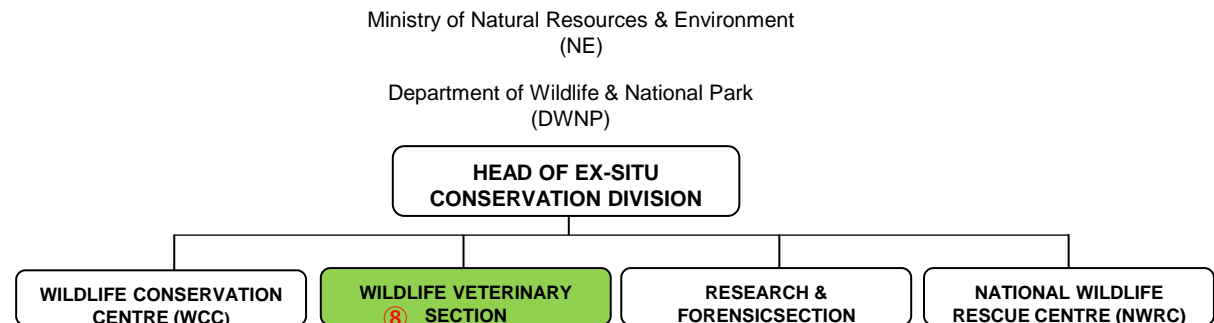 Ministry of Natural Resources & Environment
(NE)
Department of Wildlife & National Park
(DWNP)
HEAD OF EX-SITU
CONSERVATION DIVISION
WILDLIFE CONSERVATION
CENTRE (WCC)
WILDLIFE VETERINARY
⑧ SECTION
RESEARCH &
FORENSICSECTION
NATIONAL WILDLIFE
RESCUE CENTRE (NWRC)